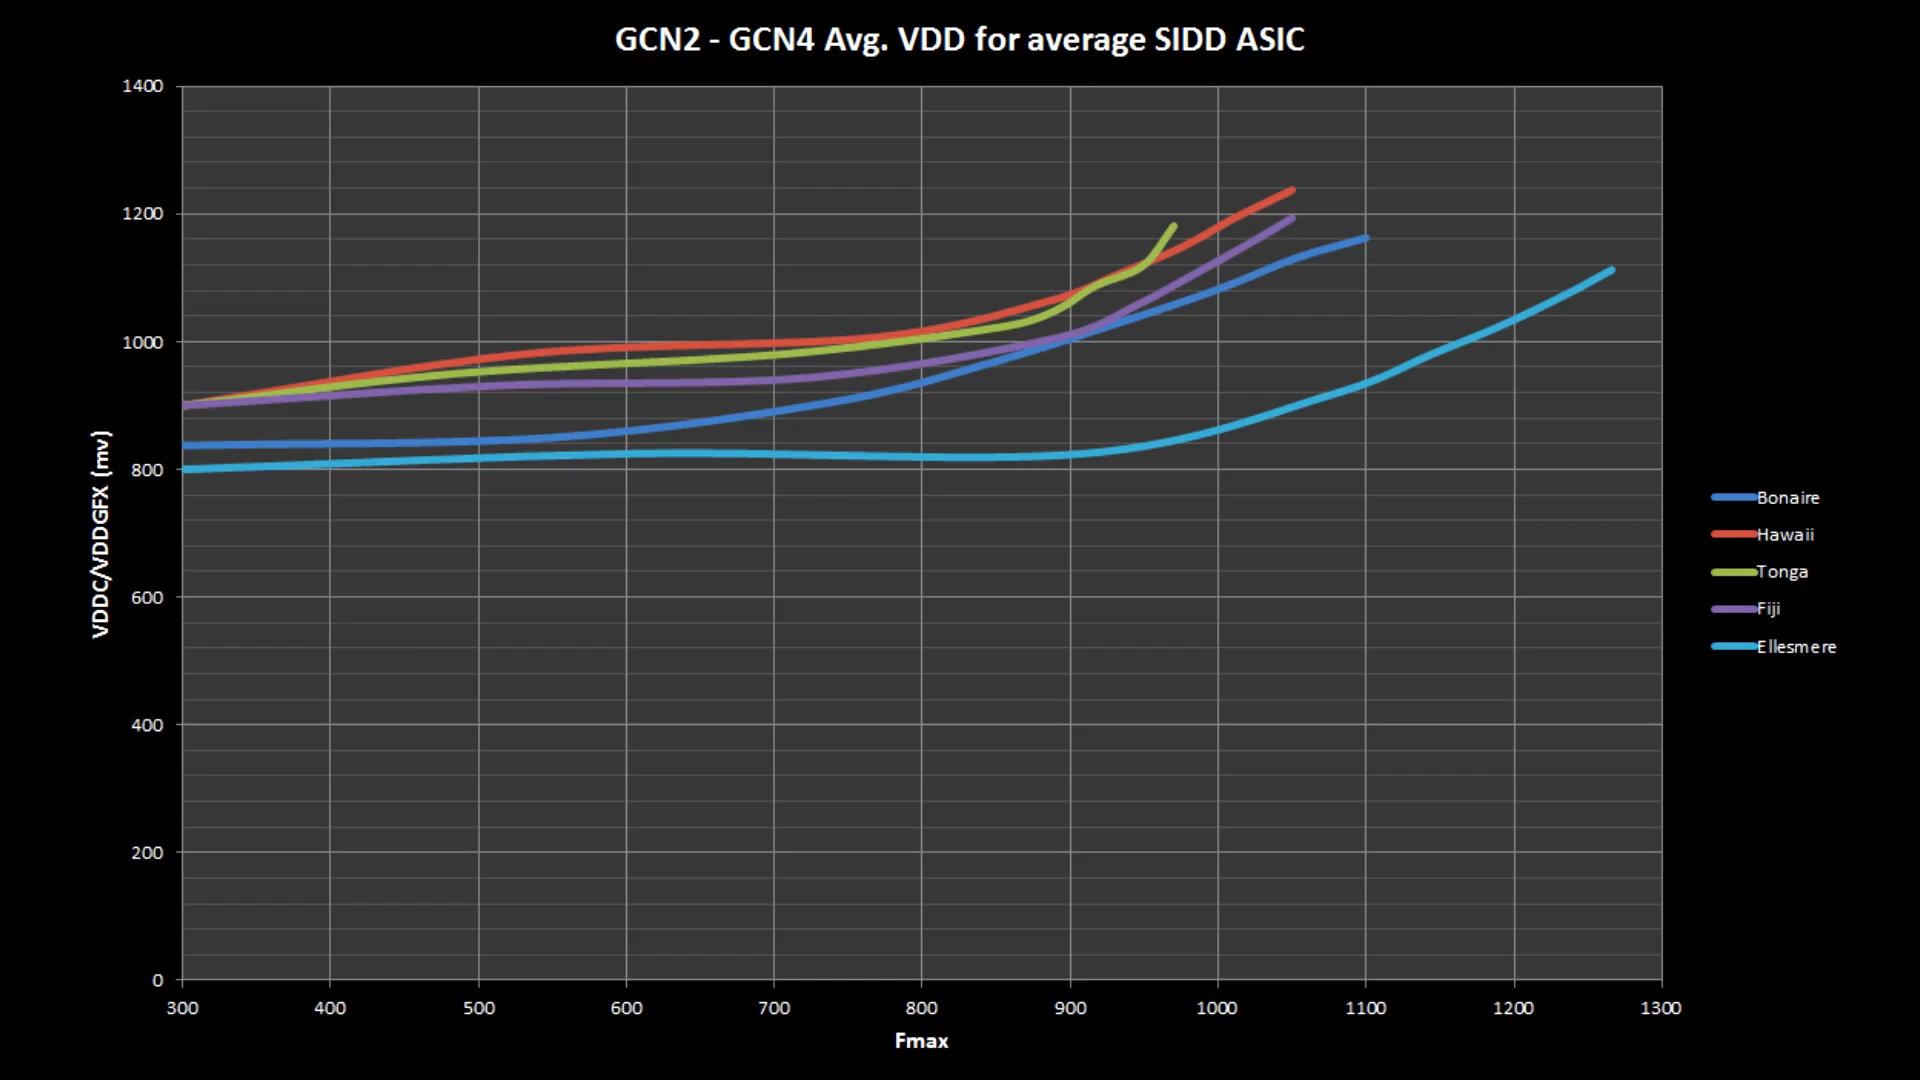 GCN2 - GCN4 Avg. VDD for average SIDD ASIC
1400
1200
1000
800
600
400
200
0
VDDC/VDDGFX (mv)
300 400 500 600 700 800 900 1000 1100 1200 1300
Fmax
Bonaire
Hawaii
Tonga
Fiji
Ellesmere